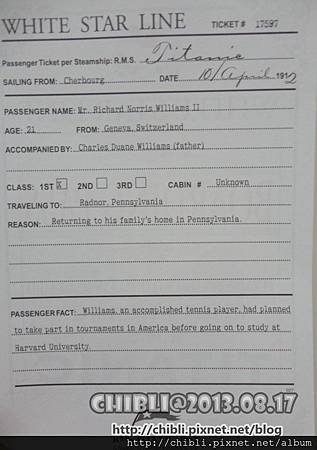 WHITE STAR LINE TICKET # 17597
Passenger Ticket per Steamship: R.M.S. Titanic
SAILING FROM: Cherbourg DATE 10/April 1912
PASSENGER NAME: Mr. Richard Norris Williams II
AGE: 21 FROM: Geneva, Switzerland
ACCOMPANIED BY: Charles Duane Williams (father)
CLASS: 1ST X 2ND 3RD CABIN # Unknown
TRAVELING TO: Radnor, Pennsylvania
REASON: Returning to his family's home in Pennsylvania.
PASSENGER FACT: Williams, an accomplished tennis player, had planned
to take part in tournaments in America before going on to study at
Harvard University.
CHIBLI@2013.08.17
http://chibli.pixnet.net/blog
http://chibli.pixnet.net/album